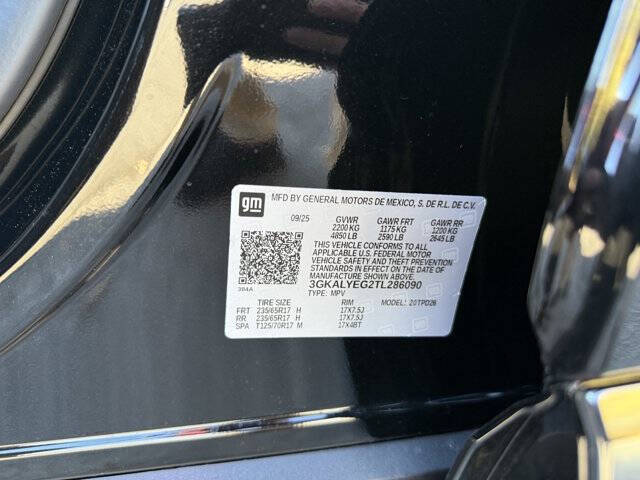 gm
MFD BY GENERAL MOTORS DE MEXICO, S. DE R.L. DE C.V.
09/25 GVWR GAWR FRT GAWR RR
2200 KG 1175 KG 1200 KG
4850 LB 2590 LB 2645 LB
THIS VEHICLE CONFORMS TO ALL
APPLICABLE U.S. FEDERAL MOTOR
VEHICLE SAFETY AND THEFT PREVENTION
STANDARDS IN EFFECT ON THE DATE OF
MANUFACTURE SHOWN ABOVE.
3GKALYEG2TL286090
TYPE: MPV
TIRE SIZE RIM MODEL: 20TPD26
FRT 235/65R17 H 17X7.5J
RR 235/65R17 H 17X7.5J
SPA T125/70R17 M 17X4BT